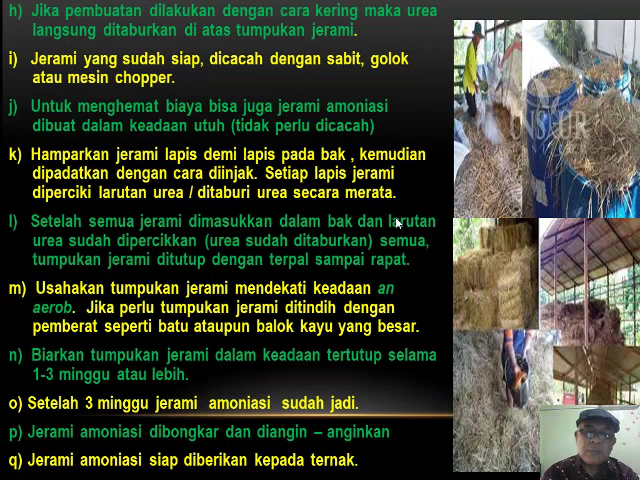 h) Jika pembuatan dilakukan dengan cara kering maka urea
langsung ditaburkan di atas tumpukan jerami.
i) Jerami yang sudah siap, dicacah dengan sabit, golok
atau mesin chopper.
j) Untuk menghemat biaya bisa juga jerami amoniasi
dibuat dalam keadaan utuh (tidak perlu dicacah)
k) Hamparkan jerami lapis demi lapis pada bak , kemudian
dipadatkan dengan cara diinjak. Setiap lapis jerami
diperciki larutan urea / ditaburi urea secara merata.
l) Setelah semua jerami dimasukkan dalam bak dan larutan
urea sudah dipercikkan (urea sudah ditaburkan) semua,
tumpukan jerami ditutup dengan terpal sampai rapat.
m) Usahakan tumpukan jerami mendekati keadaan an
aerob. Jika perlu tumpukan jerami ditindih dengan
pemberat seperti batu ataupun balok kayu yang besar.
n) Biarkan tumpukan jerami dalam keadaan tertutup selama
1-3 minggu atau lebih.
o) Setelah 3 minggu jerami amoniasi sudah jadi.
p) Jerami amoniasi dibongkar dan diangin – anginkan
q) Jerami amoniasi siap diberikan kepada ternak.